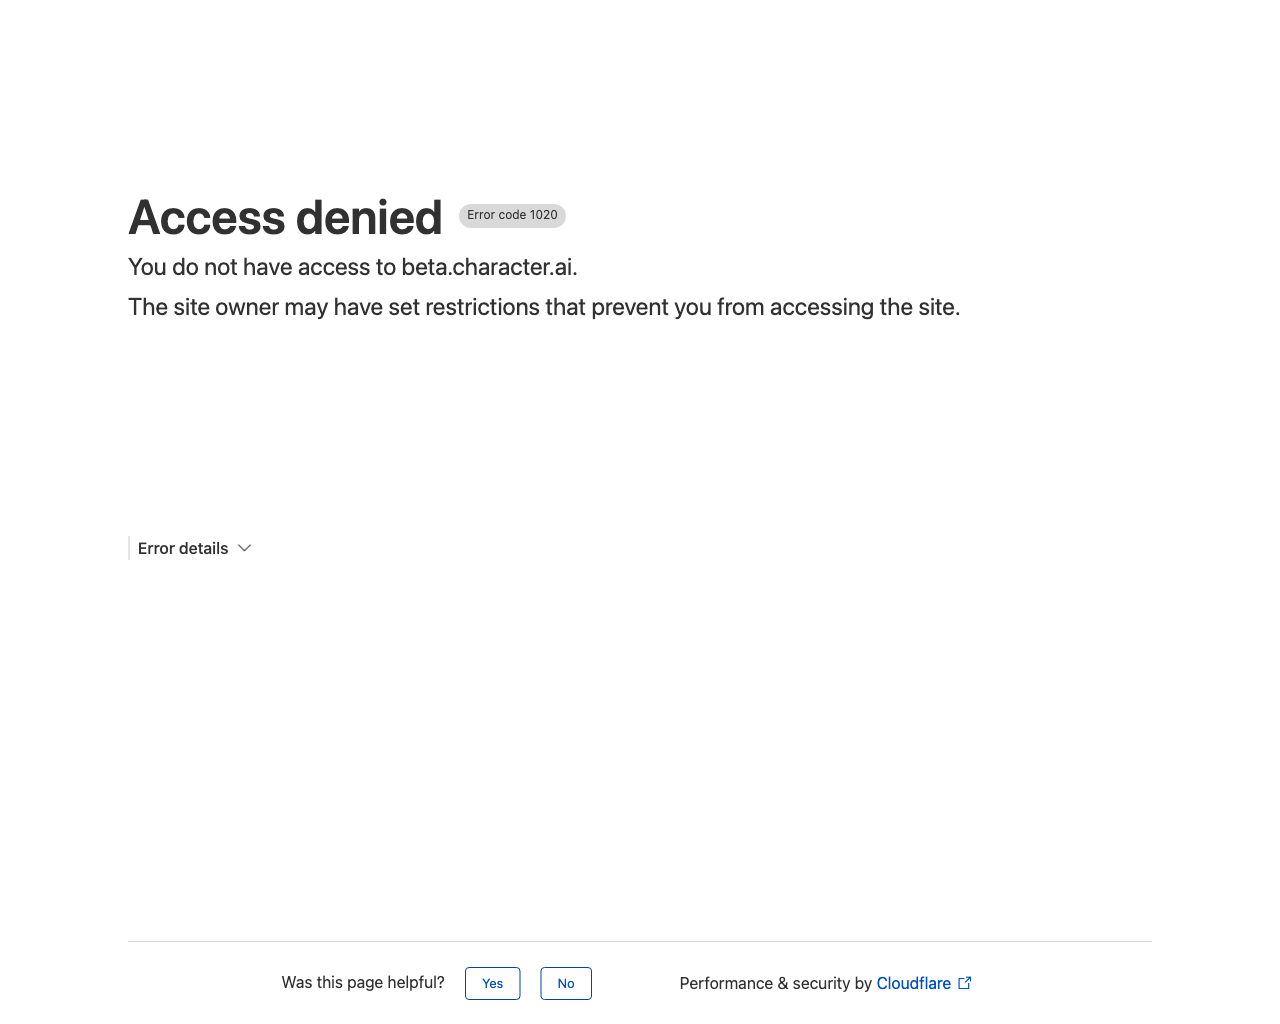 Access denied Error code 1020
You do not have access to beta.character.ai.
The site owner may have set restrictions that prevent you from accessing the site.
Error details
Was this page helpful? Yes No Performance & security by Cloudflare